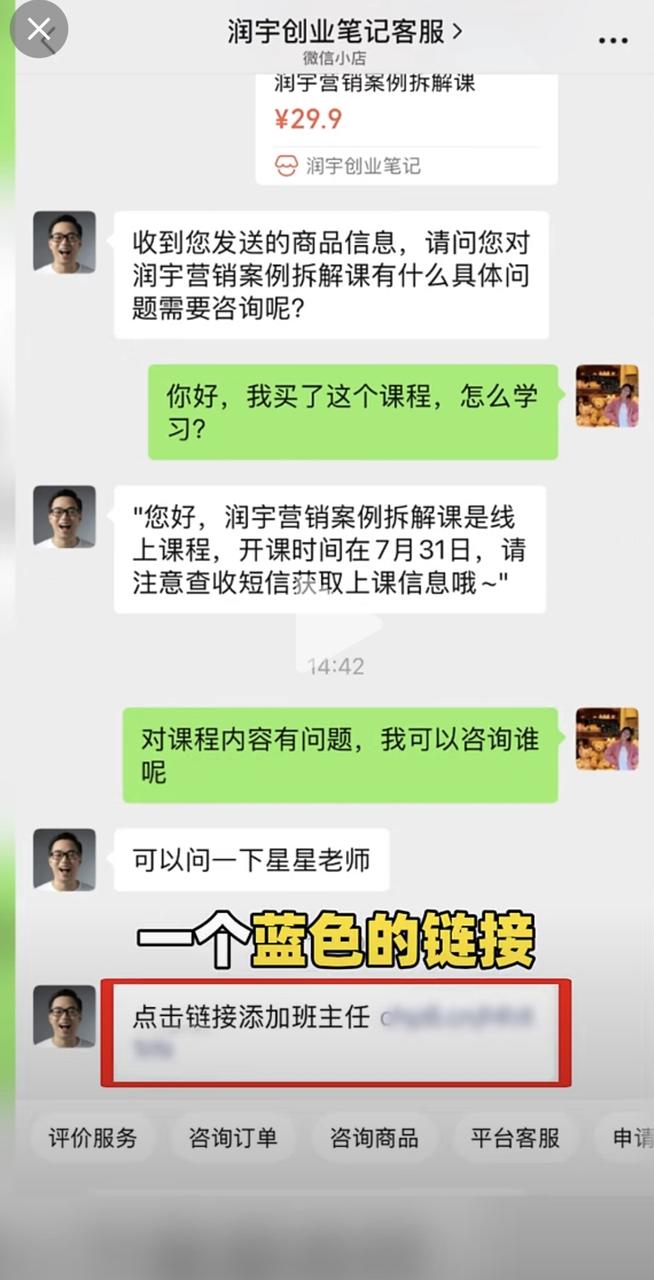 润宇创业笔记客服
微信小店
润宇营销案例拆解课
¥29.9
润宇创业笔记
收到您发送的商品信息，请问您对
润宇营销案例拆解课有什么具体问
题需要咨询呢？
你好，我买了这个课程，怎么学
习？
"您好，润宇营销案例拆解课是线
上课程，开课时间在7月31日，请
注意查收短信获取上课信息哦~"
14:42
对课程内容有问题，我可以咨询谁
呢
可以问一下星星老师
一个蓝色的链接
点击链接添加班主任
评价服务
咨询订单
咨询商品
平台客服
申请